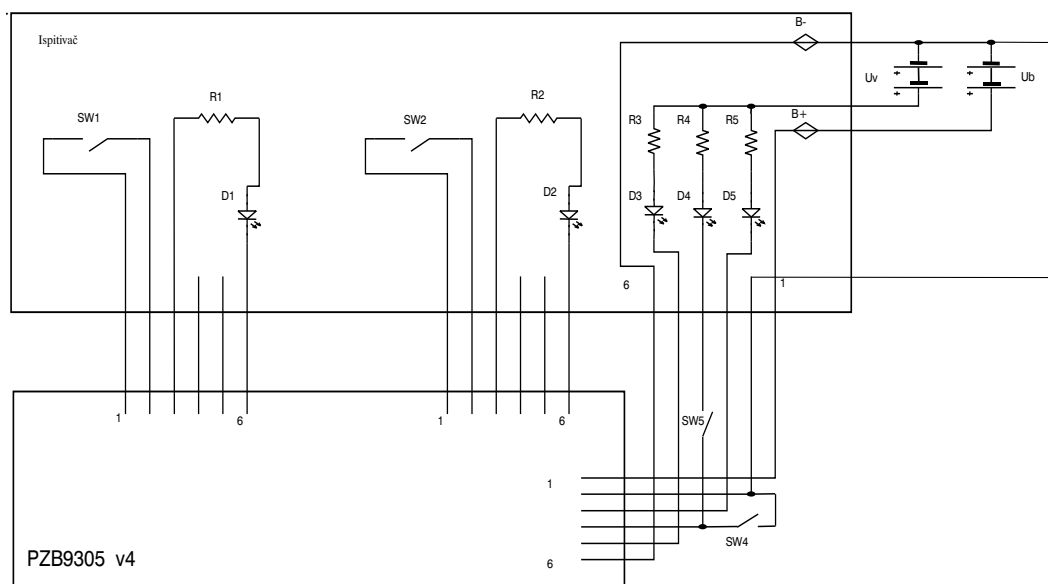 B-
Ispitivač
Uv
Ub
R1
R2
SW1
SW2
R3
R4
R5
B+
D1
D2
D3
D4
D5
6
1
1
6
1
6
SW5
1
SW4
PZB9305 v4
6